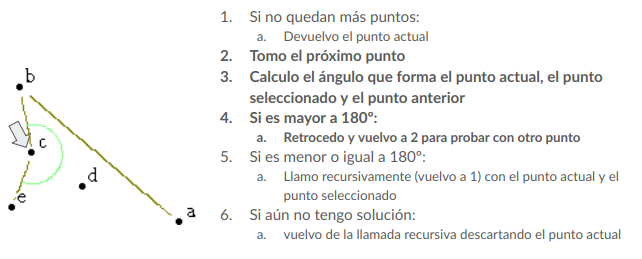 b
c
d
e
a
1. Si no quedan más puntos:
a. Devuelvo el punto actual
2. Tomo el próximo punto
3. Calculo el ángulo que forma el punto actual, el punto
seleccionado y el punto anterior
4. Si es mayor a 180º:
a. Retrocedo y vuelvo a 2 para probar con otro punto
5. Si es menor o igual a 180º:
a. Llamo recursivamente (vuelvo a 1) con el punto actual y el
punto seleccionado
6. Si aún no tengo solución:
a. vuelvo de la llamada recursiva descartando el punto actual